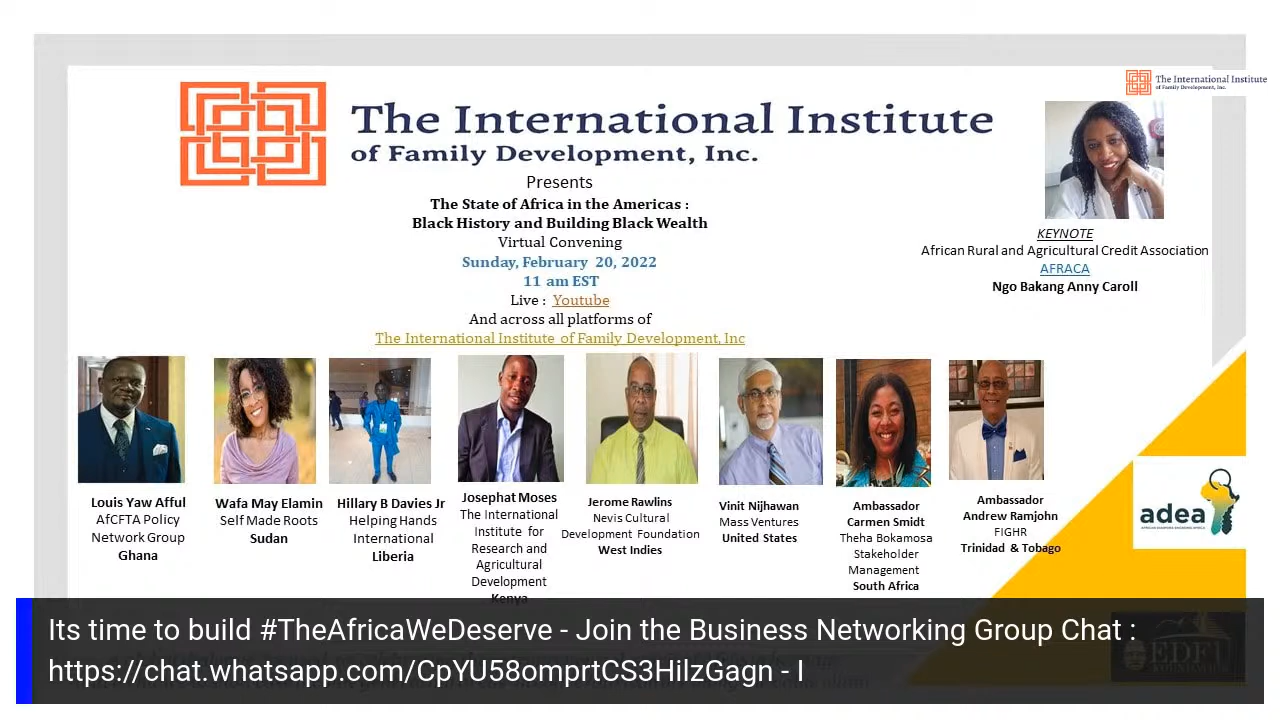 The International Institute
of Family Development, Inc.
The International Institute
of Family Development, Inc.
Presents
The State of Africa in the Americas :
Black History and Building Black Wealth
Virtual Convening
Sunday, February 20, 2022
11 am EST
Live : Youtube
And across all platforms of
The International Institute of Family Development, Inc
KEYNOTE
African Rural and Agricultural Credit Association
AFRACA
Ngo Bakang Anny Caroll
Louis Yaw Afful
AfCFTA Policy
Network Group
Ghana
Wafa May Elamin
Self Made Roots
Sudan
Hillary B Davies Jr
Helping Hands
International
Liberia
Josephat Moses
The International
Institute for
Research and
Agricultural
Development
Kenya
Jerome Rawlins
Nevis Cultural
Development Foundation
West Indies
Vinit Nijhawan
Mass Ventures
United States
Ambassador
Carmen Smidt
Theha Bokamosa
Stakeholder
Management
South Africa
Ambassador
Andrew Ramjohn
FIGHR
Trinidad & Tobago
adea
EDFI
Its time to build #TheAfricaWeDeserve - Join the Business Networking Group Chat :
https://chat.whatsapp.com/CpYU58omprtCS3HilzGagn - I